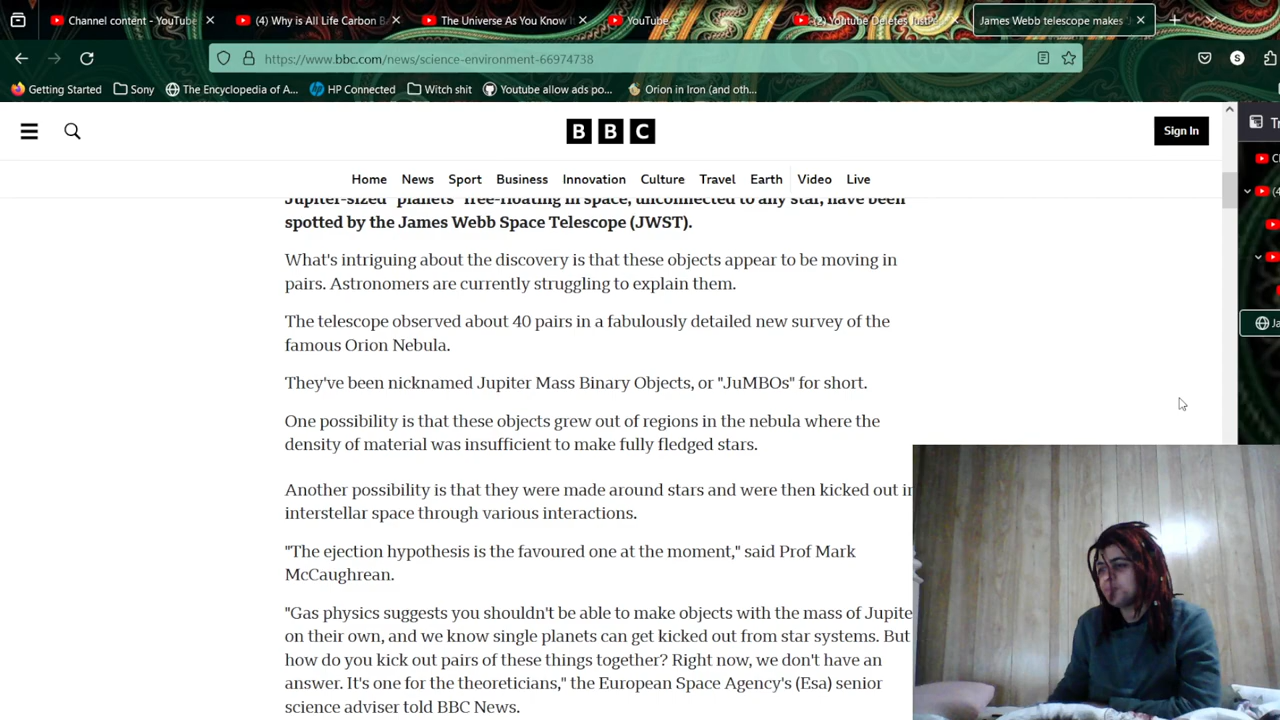 Channel content - YouTube
(4) Why is All Life Carbon B
The Universe As You Know I
YouTube
(2) Youtube Deletes JustPe
James Webb telescope makes
https://www.bbc.com/news/science-environment-66974738
S
Getting Started
Sony
The Encyclopedia of A...
HP Connected
Witch shit
Youtube allow ads po...
Orion in Iron (and oth...
BBC
Sign In
Home News Sport Business Innovation Culture Travel Earth Video Live
Jupiter-sized "planets" free-floating in space, unconnected to any star, have been
spotted by the James Webb Space Telescope (JWST).
What's intriguing about the discovery is that these objects appear to be moving in
pairs. Astronomers are currently struggling to explain them.
The telescope observed about 40 pairs in a fabulously detailed new survey of the
famous Orion Nebula.
They've been nicknamed Jupiter Mass Binary Objects, or "JuMBOs" for short.
One possibility is that these objects grew out of regions in the nebula where the
density of material was insufficient to make fully fledged stars.
Another possibility is that they were made around stars and were then kicked out in
interstellar space through various interactions.
"The ejection hypothesis is the favoured one at the moment," said Prof Mark
McCaughrean.
"Gas physics suggests you shouldn't be able to make objects with the mass of Jupite
on their own, and we know single planets can get kicked out from star systems. But
how do you kick out pairs of these things together? Right now, we don't have an
answer. It's one for the theoreticians," the European Space Agency's (Esa) senior
science adviser told BBC News.